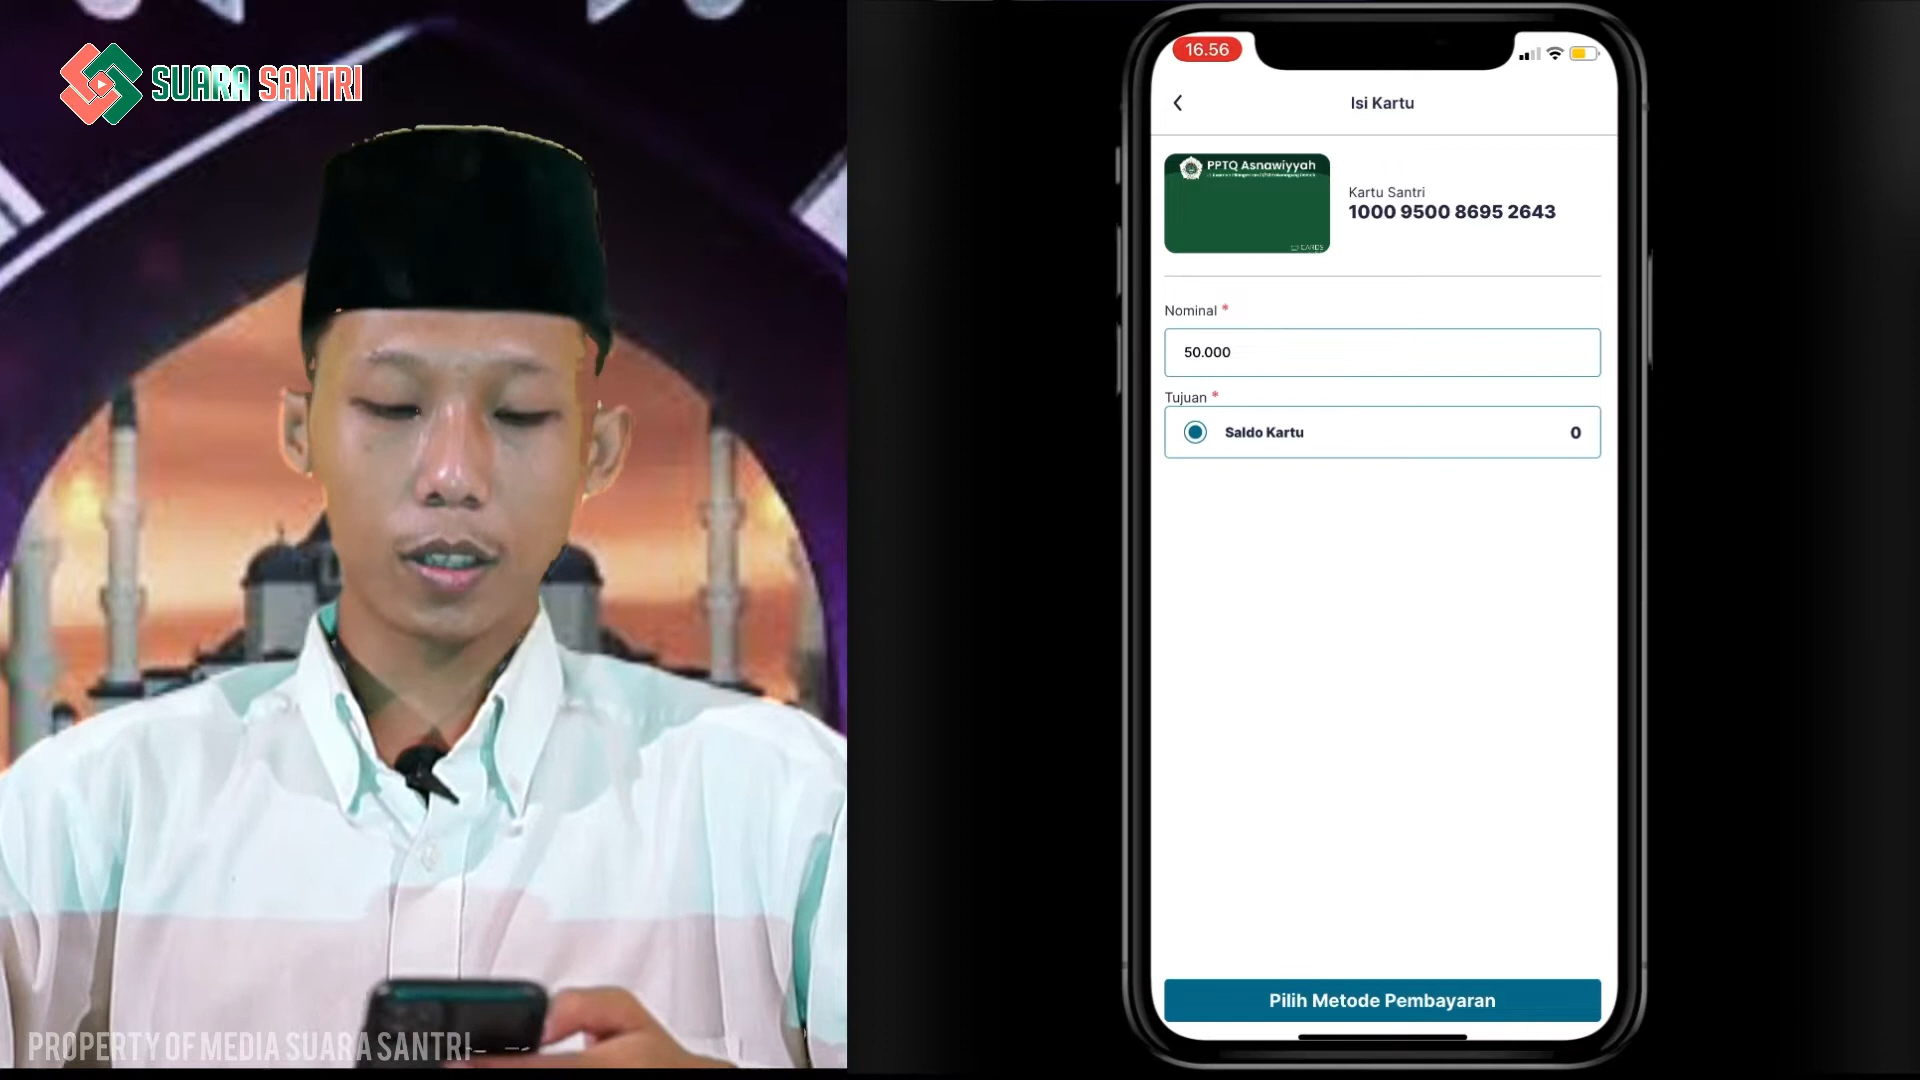 SUARA SANTRI
PROPERTY OF MEDIA SUARA SANTRI
16.56
Isi Kartu
PPTQ Asnawiyyah
CARDS
Kartu Santri
1000 9500 8695 2643
Nominal *
50.000
Tujuan *
Saldo Kartu 0
Pilih Metode Pembayaran